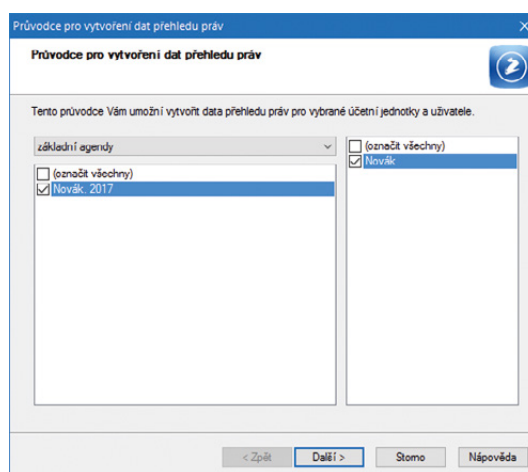 Průvodce pro vytvoření dat přehledu práv
Průvodce pro vytvoření dat přehledu práv
Tento průvodce Vám umožní vytvořit data přehledu práv pro vybrané účetní jednotky a uživatele.
základní agendy
(označit všechny)
Novák. 2017
(označit všechny)
Novák
< Zpět
Další >
Storno
Nápověda